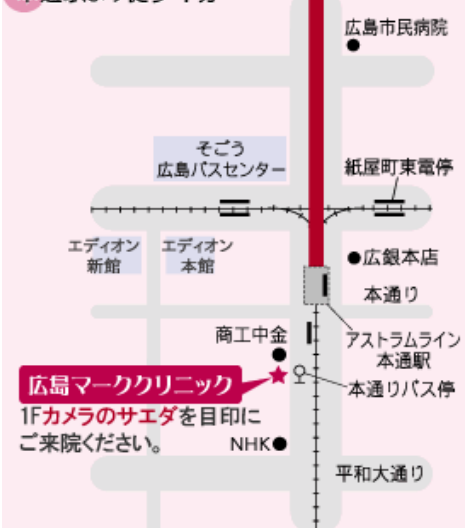 広島市民病院
そごう
広島バスセンター
紙屋町東電停
エディオン
新館
エディオン
本館
広銀本店
本通り
商工中金
アストラムライン
本通駅
広島マーククリニック
本通りバス停
1Fカメラのサエダを目印に
ご来院ください。
NHK
平和大通り